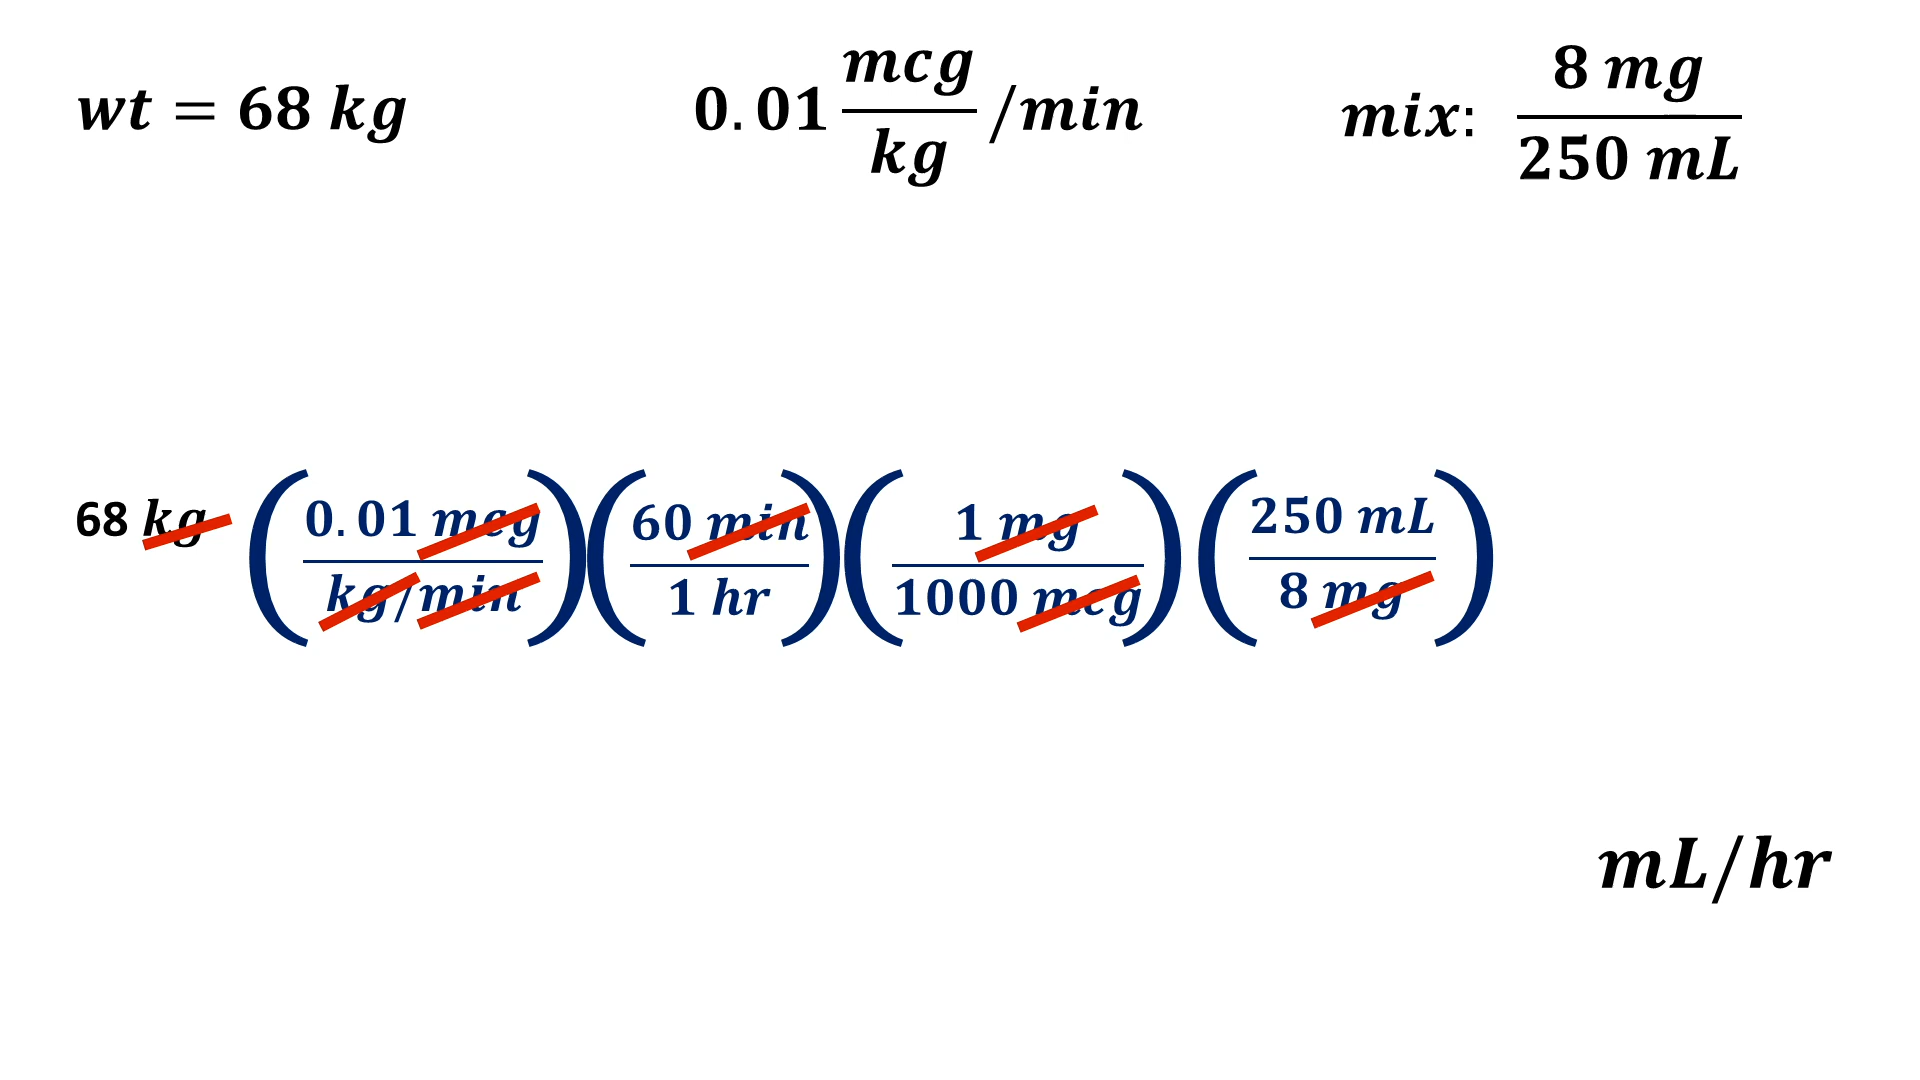 wt = 68 kg
0.01 mcg/kg /min
mix: 8 mg/250 mL
68 kg (0.01 mcg / kg/min) (60 min / 1 hr) (1 mg / 1000 mcg) (250 mL / 8 mg)
mL/hr